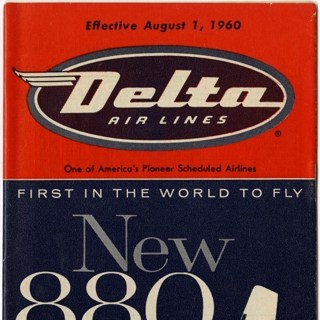 Effective August 1, 1960
Delta
AIR LINES
®
One of America's Pioneer Scheduled Airlines
FIRST IN THE WORLD TO FLY
New
880